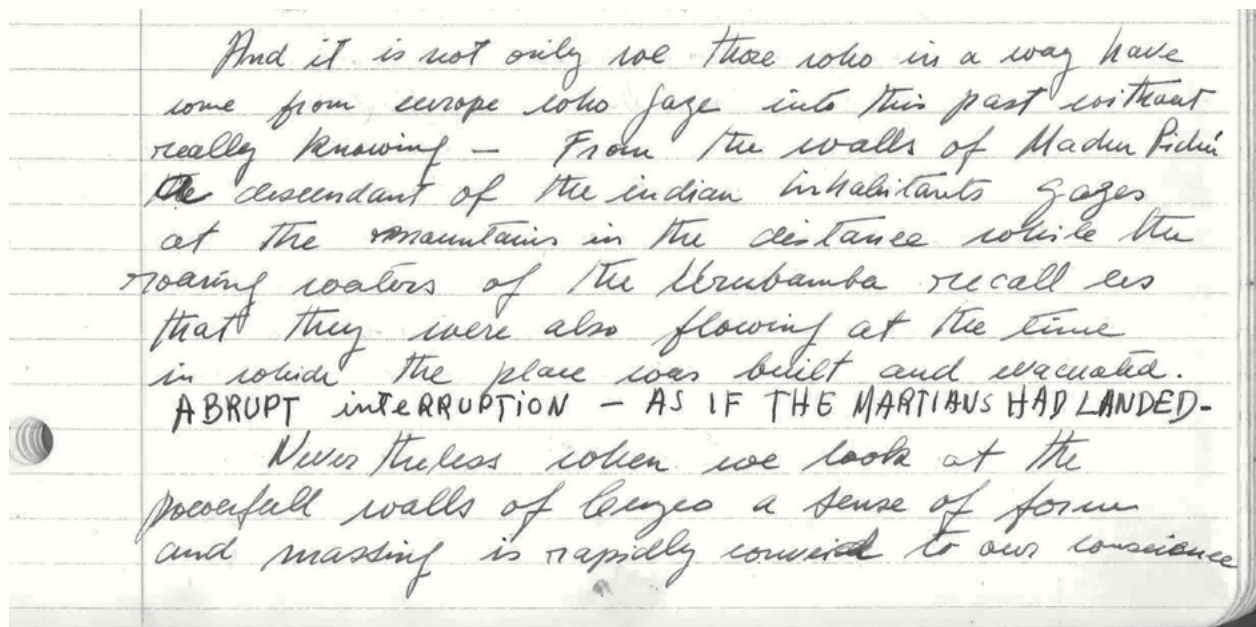 And it is not only we those who in a way have
come from europe who gaze into this past without
really knowing – From the walls of Machu Pichu
the descendant of the indian inhabitants gazes
at the mountains in the distance while the
roaring waters of the Urubamba recall us
that they were also flowing at the time
in which the place was built and evacuated.
ABRUPT inteRRUPTION – AS IF THE MARTIANS HAD LANDED–
Never theless when we look at the
powerfull walls of Cuzco a sense of form
and massing is rapidly to our conscience